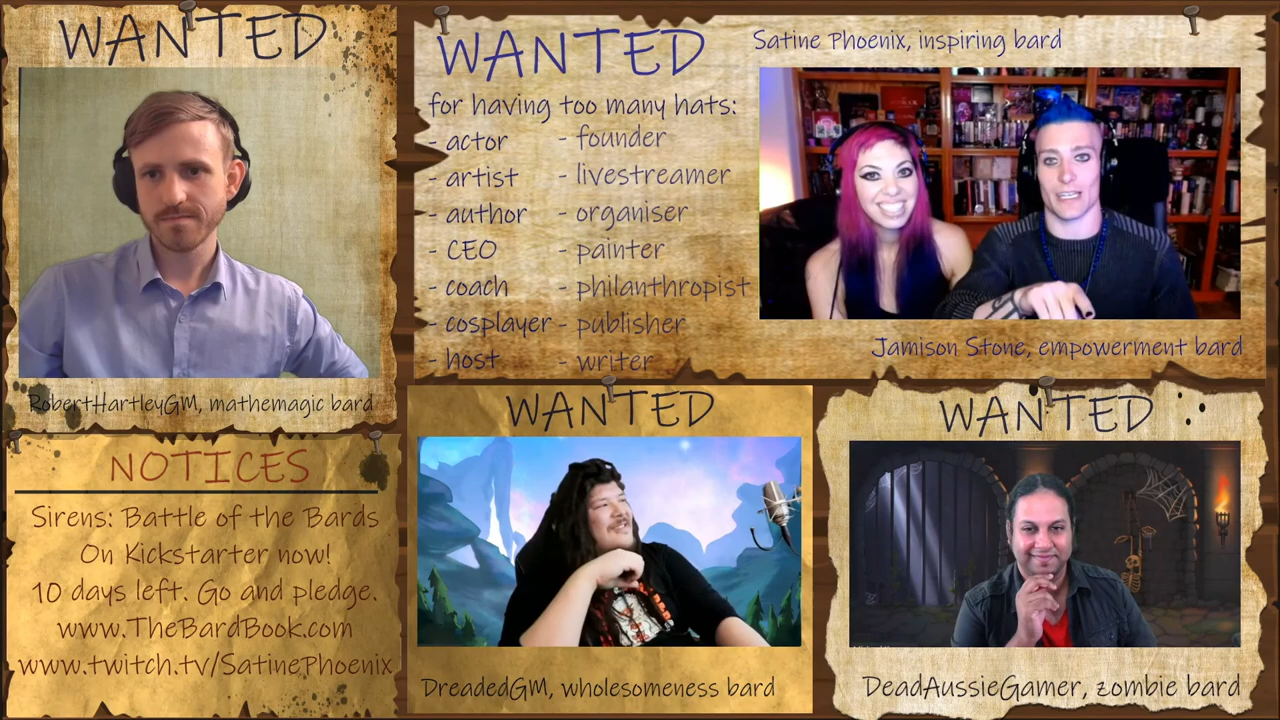 WANTED
RobertHartleyGM, mathemagic bard
NOTICES
Sirens: Battle of the Bards
On Kickstarter now!
10 days left. Go and pledge.
www.TheBardBook.com
www.twitch.tv/SatinePhoenix
WANTED
for having too many hats:
- actor
- artist
- author
- CEO
- coach
- cosplayer
- host
- founder
- livestreamer
- organiser
- painter
- philanthropist
- publisher
- writer
Satine Phoenix, inspiring bard
Jamison Stone, empowerment bard
WANTED
DreadedGM, wholesomeness bard
WANTED
DeadAussieGamer, zombie bard